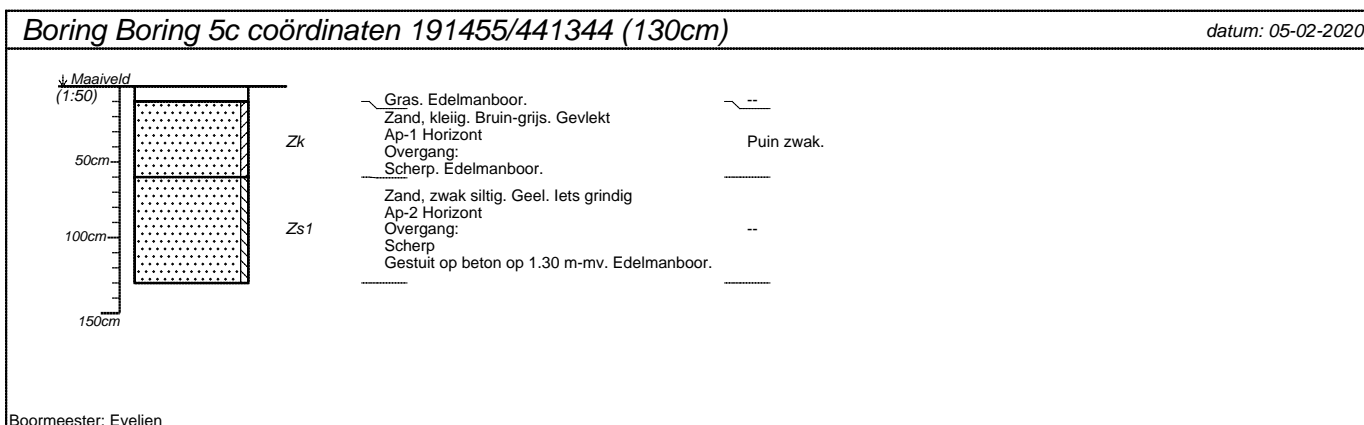 Boring Boring 5c coördinaten 191455/441344 (130cm)
datum: 05-02-2020
Maaiveld
(1:50)
50cm
100cm
150cm
Zk
Zs1
Gras. Edelmanboor.
Zand, kleiig. Bruin-grijs. Gevlekt
Ap-1 Horizont
Overgang:
Scherp. Edelmanboor.
Zand, zwak siltig. Geel. Iets grindig
Ap-2 Horizont
Overgang:
Scherp
Gestuit op beton op 1.30 m-mv. Edelmanboor.
--
Puin zwak.
--
Boormeester: Evelien